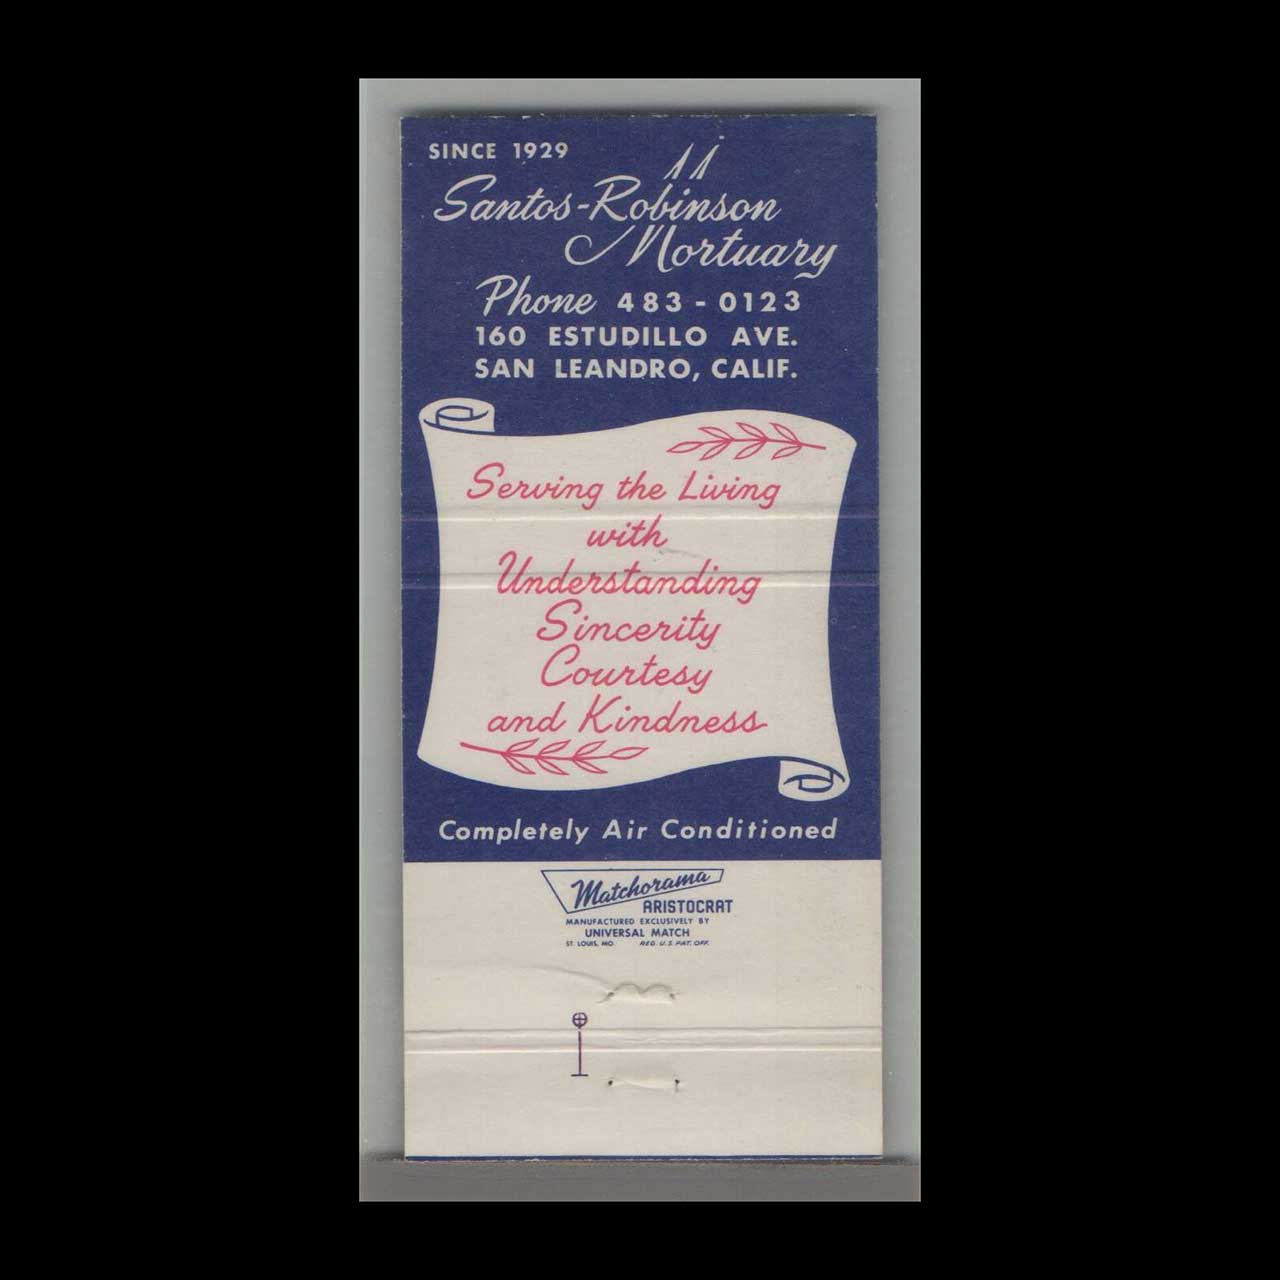 SINCE 1929
Santos-Robinson
Mortuary
Phone 483-0123
160 ESTUDILLO AVE.
SAN LEANDRO, CALIF.
Serving the Living
with
Understanding
Sincerity
Courtesy
and Kindness
Completely Air Conditioned
Matchorama
ARISTOCRAT
MANUFACTURED EXCLUSIVELY BY
UNIVERSAL MATCH
ST. LOUIS, MO. REG. U.S. PAT. OFF.